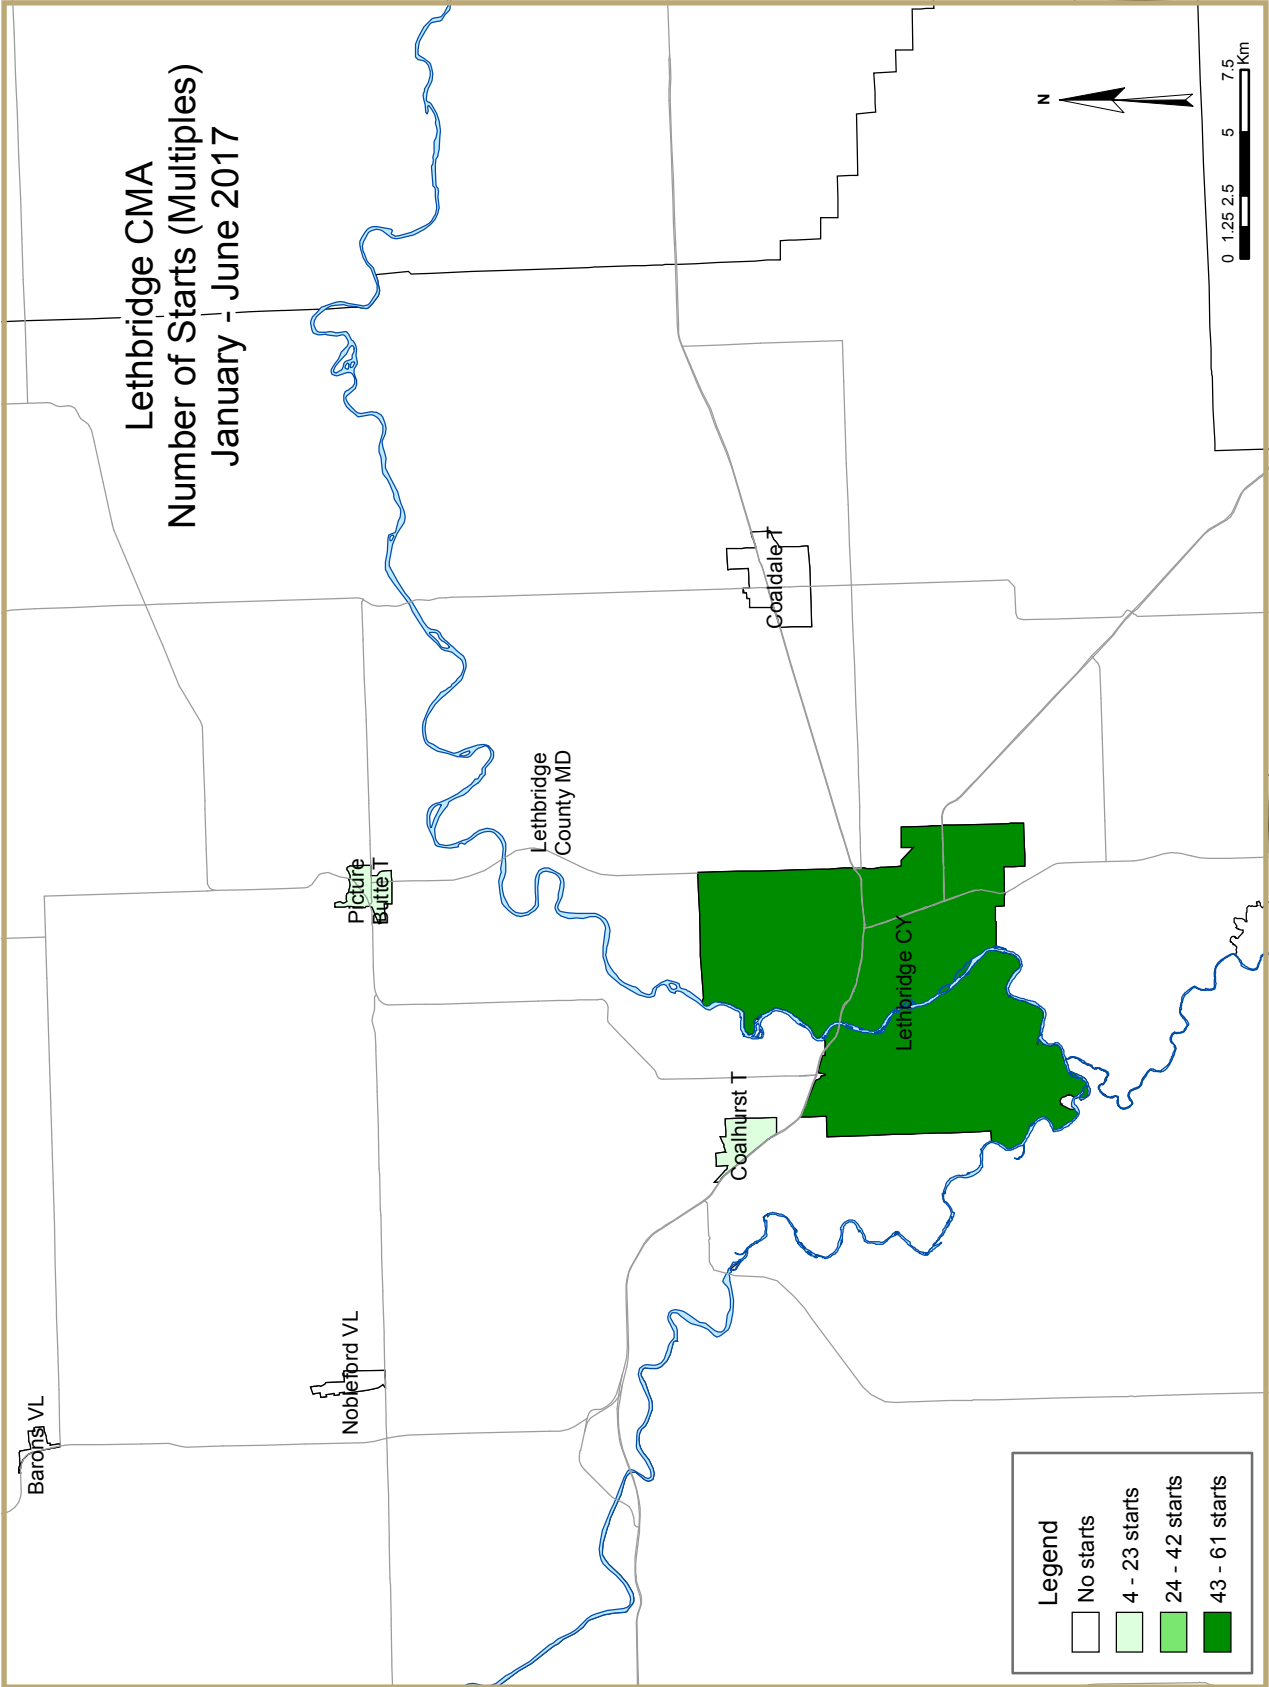 Lethbridge CMA
Number of Starts (Multiples)
January - June 2017
Barons VL
Nobleford VL
Picture
Butte T
Lethbridge
County MD
Coalhurst T
Coaldale T
Lethbridge CY
N
0 1.25 2.5 5 7.5
Km
Legend
No starts
4 - 23 starts
24 - 42 starts
43 - 61 starts